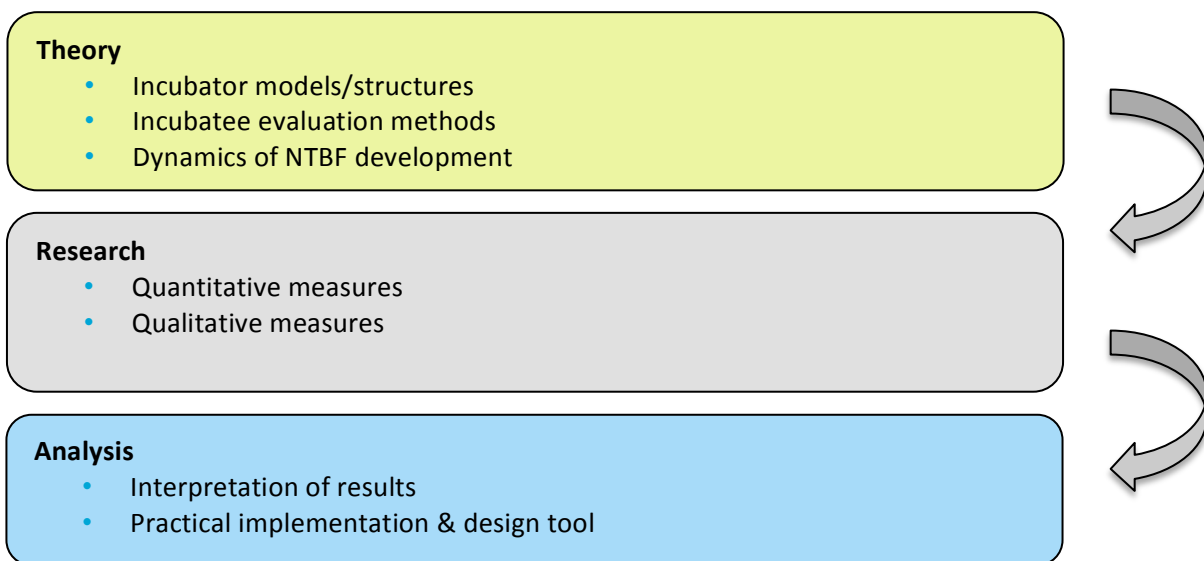 Theory
• Incubator models/structures
• Incubatee evaluation methods
• Dynamics of NTBF development
Research
• Quantitative measures
• Qualitative measures
Analysis
• Interpretation of results
• Practical implementation & design tool